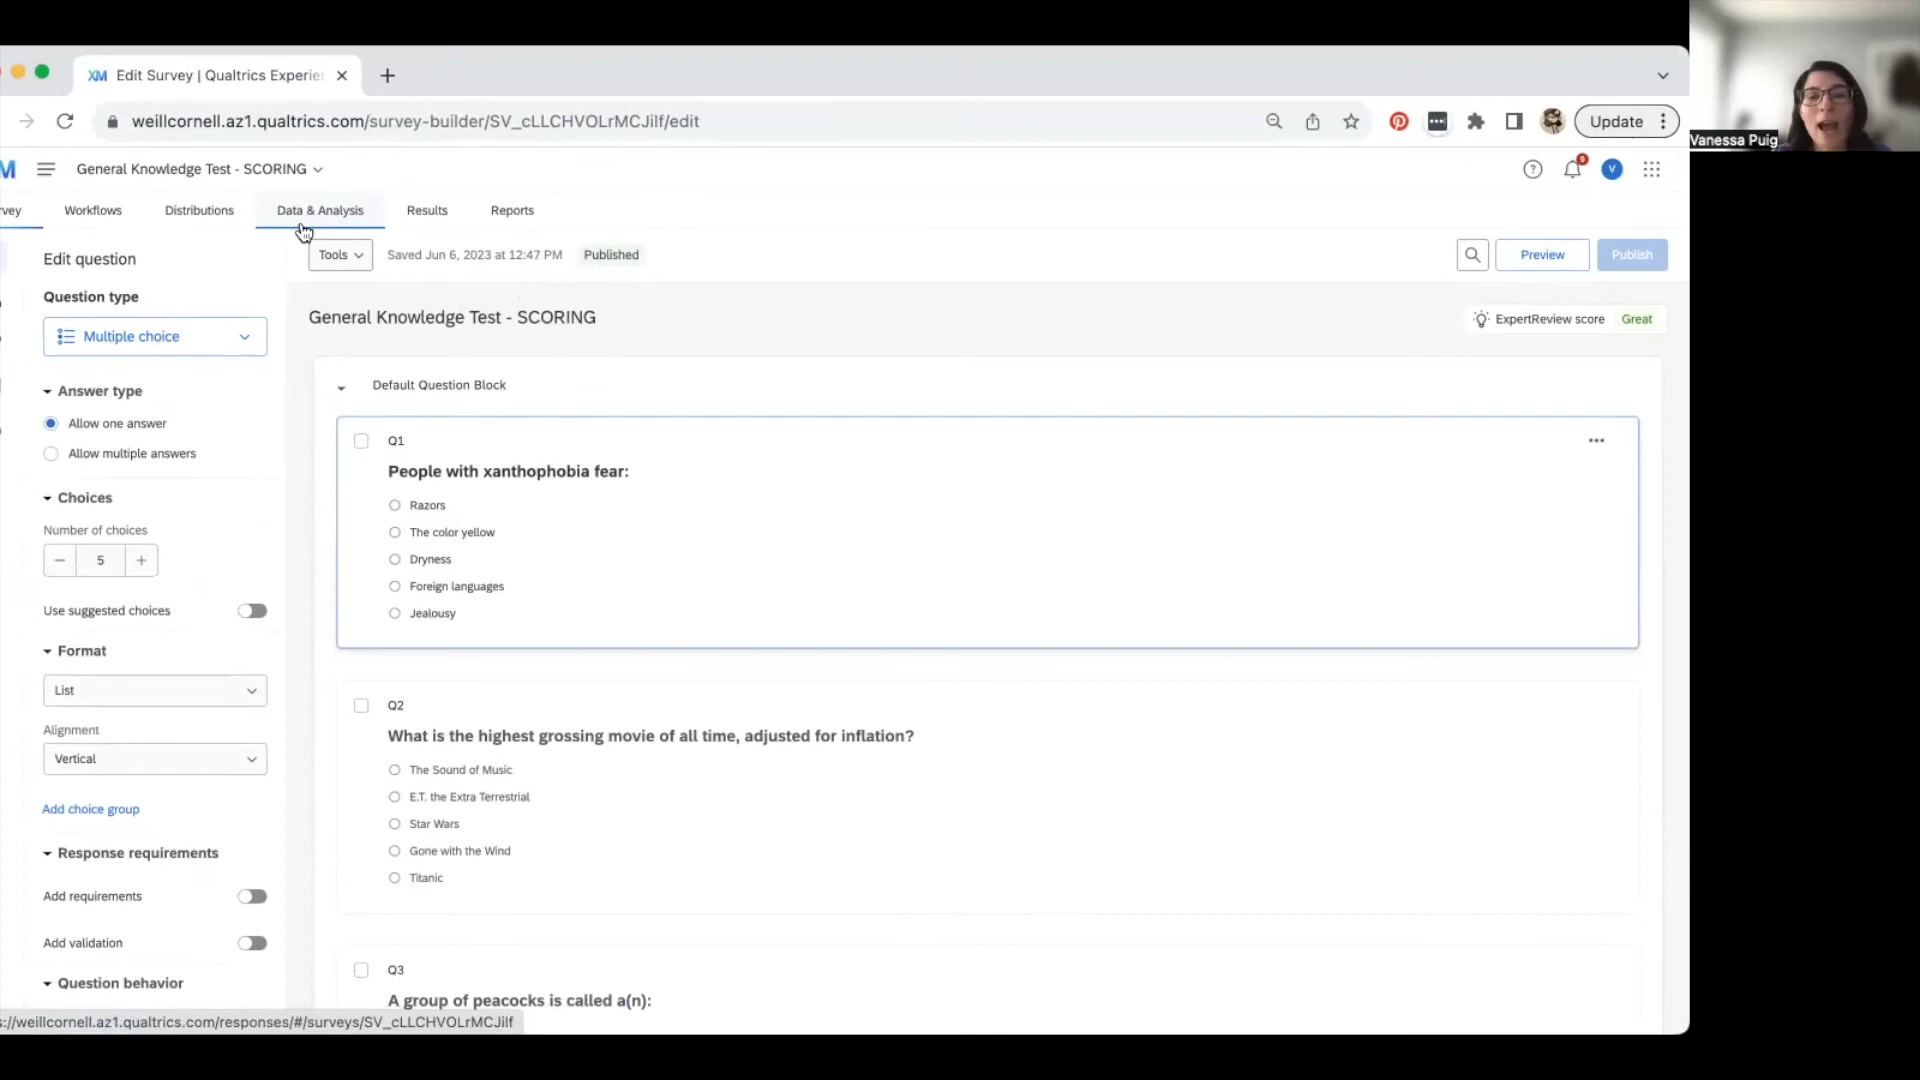 XM Edit Survey | Qualtrics Experie
weillcornell.az1.qualtrics.com/survey-builder/SV_cLLCHVOLrMCJilf/edit
Update
Vanessa Puig
M
General Knowledge Test - SCORING
9
V
vey
Workflows
Distributions
Data & Analysis
Results
Reports
Edit question
Tools
Saved Jun 6, 2023 at 12:47 PM
Published
Preview
Publish
Question type
Multiple choice
General Knowledge Test - SCORING
ExpertReview score Great
Answer type
Allow one answer
Allow multiple answers
Choices
Number of choices
5
Use suggested choices
Format
List
Alignment
Vertical
Add choice group
Response requirements
Add requirements
Add validation
Question behavior
Default Question Block
Q1
People with xanthophobia fear:
Razors
The color yellow
Dryness
Foreign languages
Jealousy
Q2
What is the highest grossing movie of all time, adjusted for inflation?
The Sound of Music
E.T. the Extra Terrestrial
Star Wars
Gone with the Wind
Titanic
Q3
A group of peacocks is called a(n):
s://weillcornell.az1.qualtrics.com/responses/#/surveys/SV_cLLCHVOLrMCJilf